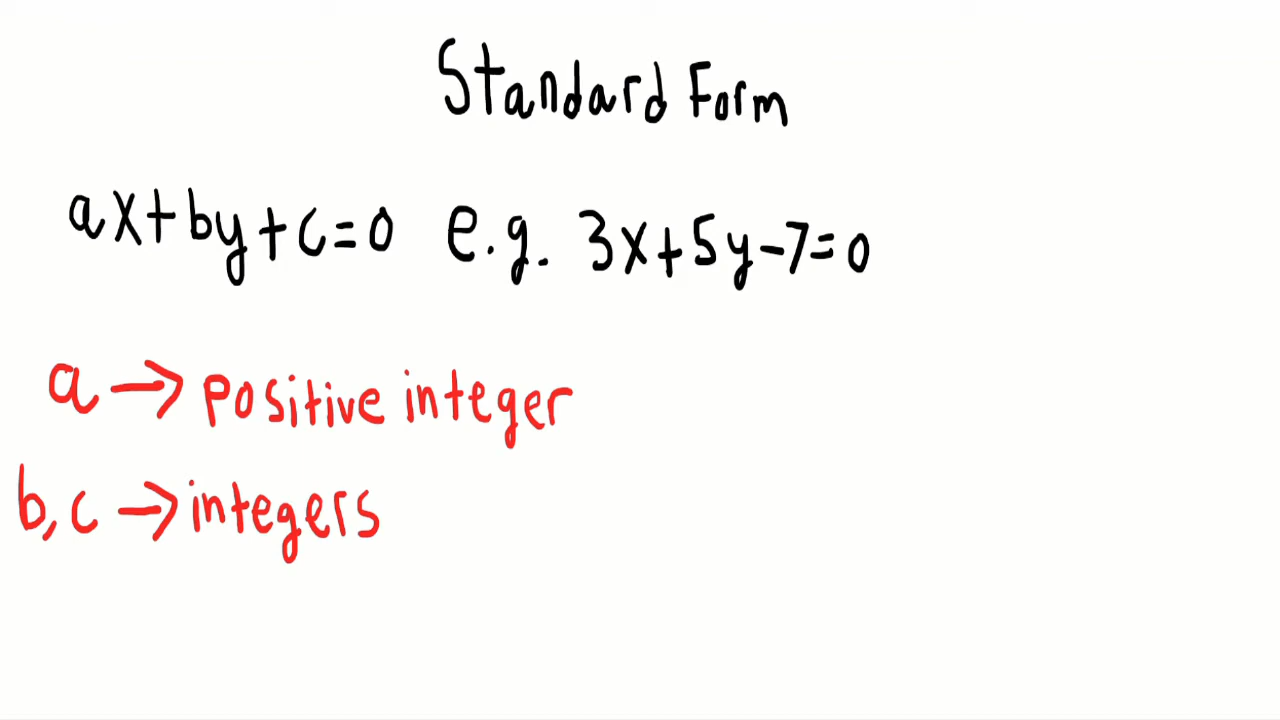 Standard Form
ax+by+c=0 e.g. 3x+5y-7=0
a→positive integer
b,c→integers